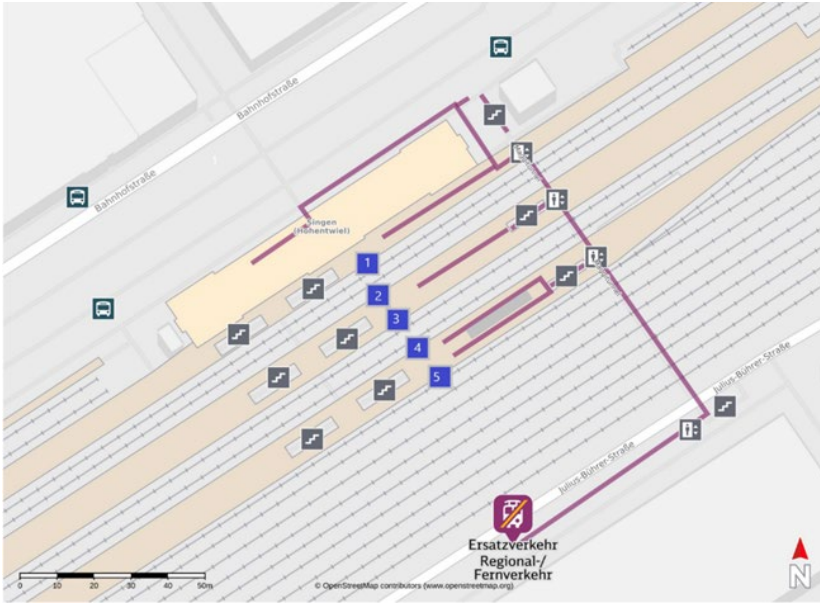 Bahnhofstraße
Bahnhofstraße
Singen
(Hohentwiel)
1
2
3
4
5
Julius-Bührer-Straße
Julius-Bührer-Straße
Ersatzverkehr
Regional-/
Fernverkehr
0 10 20 30 40 50m
© OpenStreetMap contributors (www.openstreetmap.org)
N